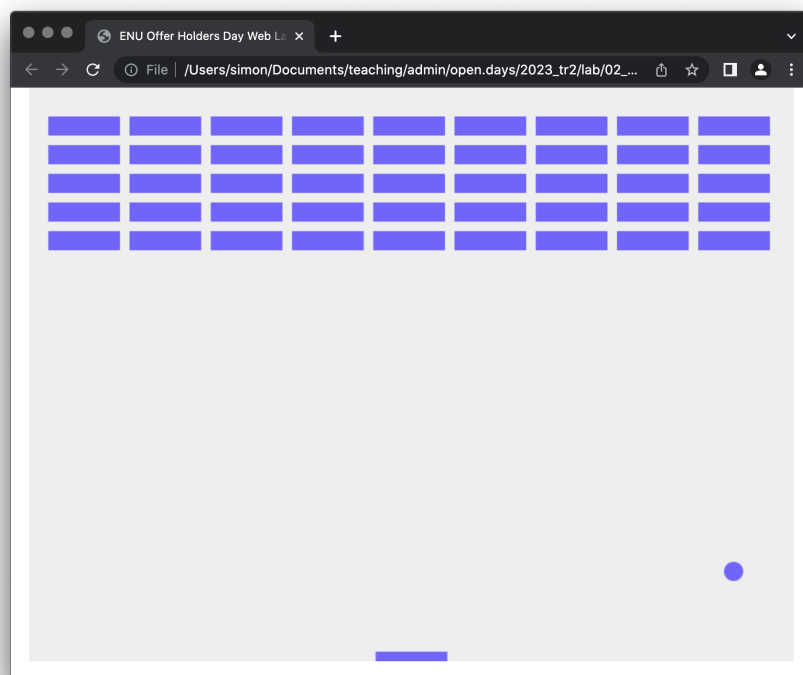 ENU Offer Holders Day Web La
File | /Users/simon/Documents/teaching/admin/open.days/2023_tr2/lab/02_...